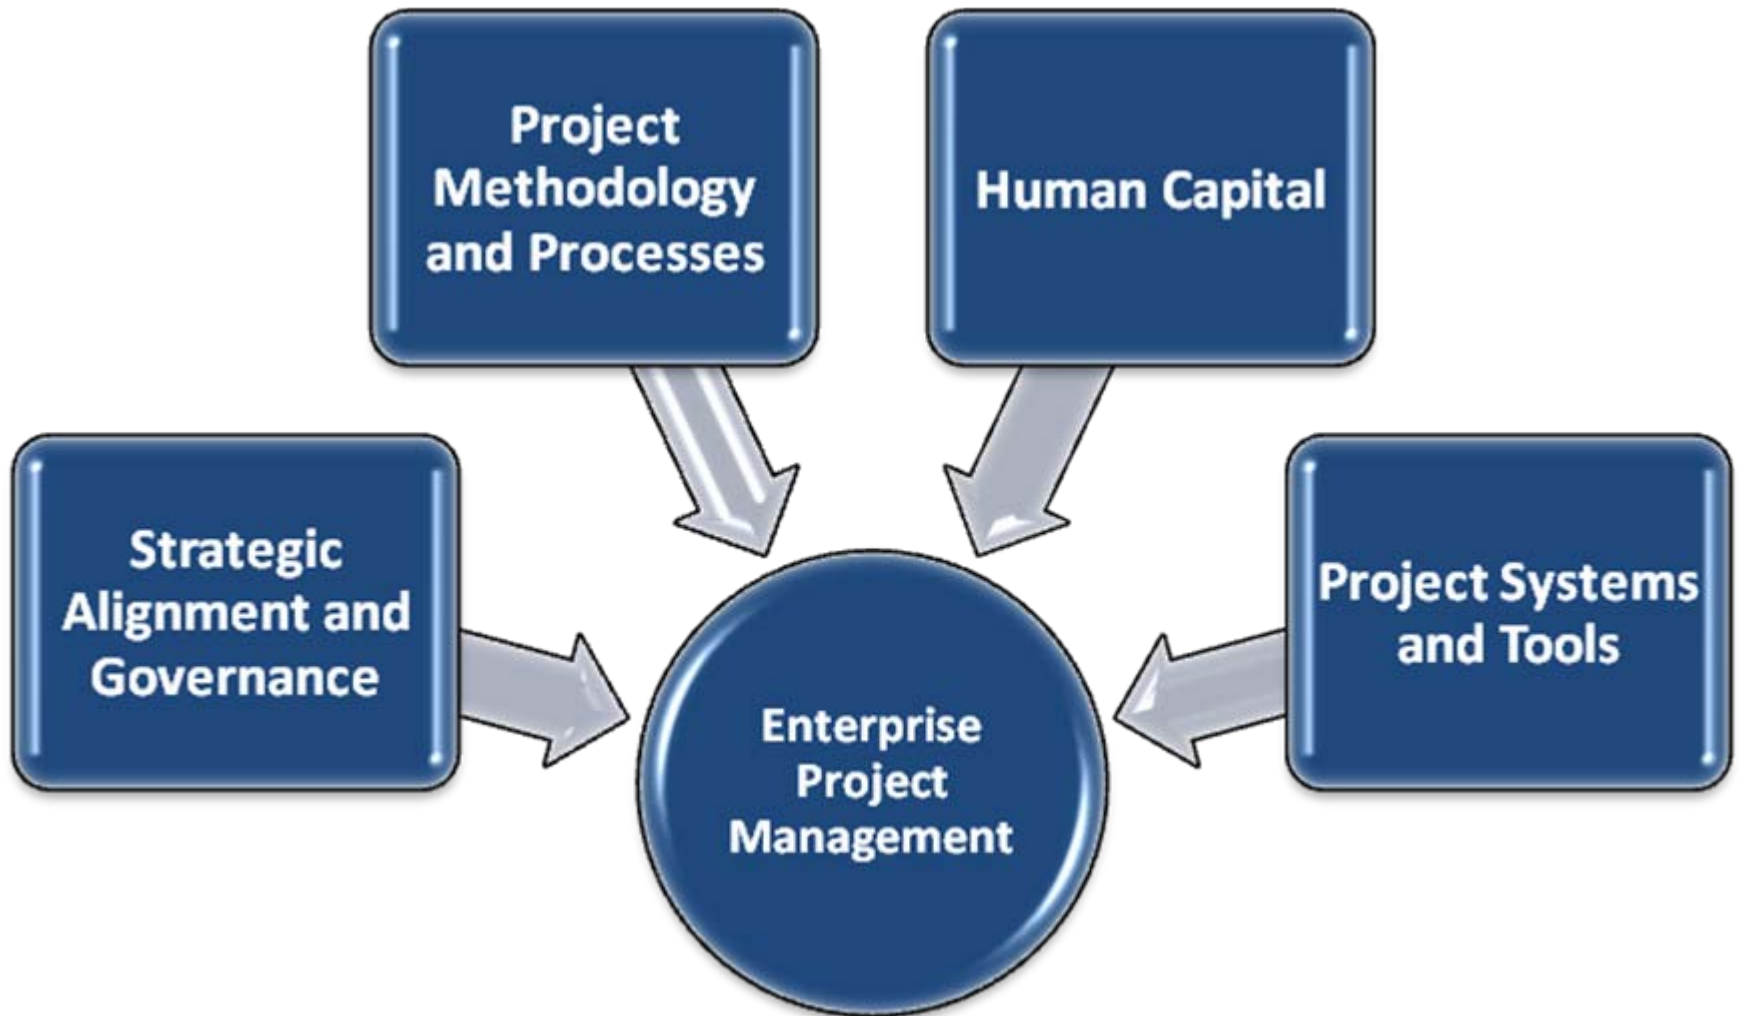 Project
Methodology
and Processes
Human Capital
Strategic
Alignment and
Governance
Project Systems
and Tools
Enterprise
Project
Management